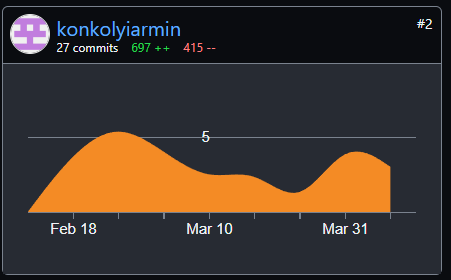 konkolyiarmin
#2
27 commits 697 ++ 415 --
5
Feb 18 Mar 10 Mar 31